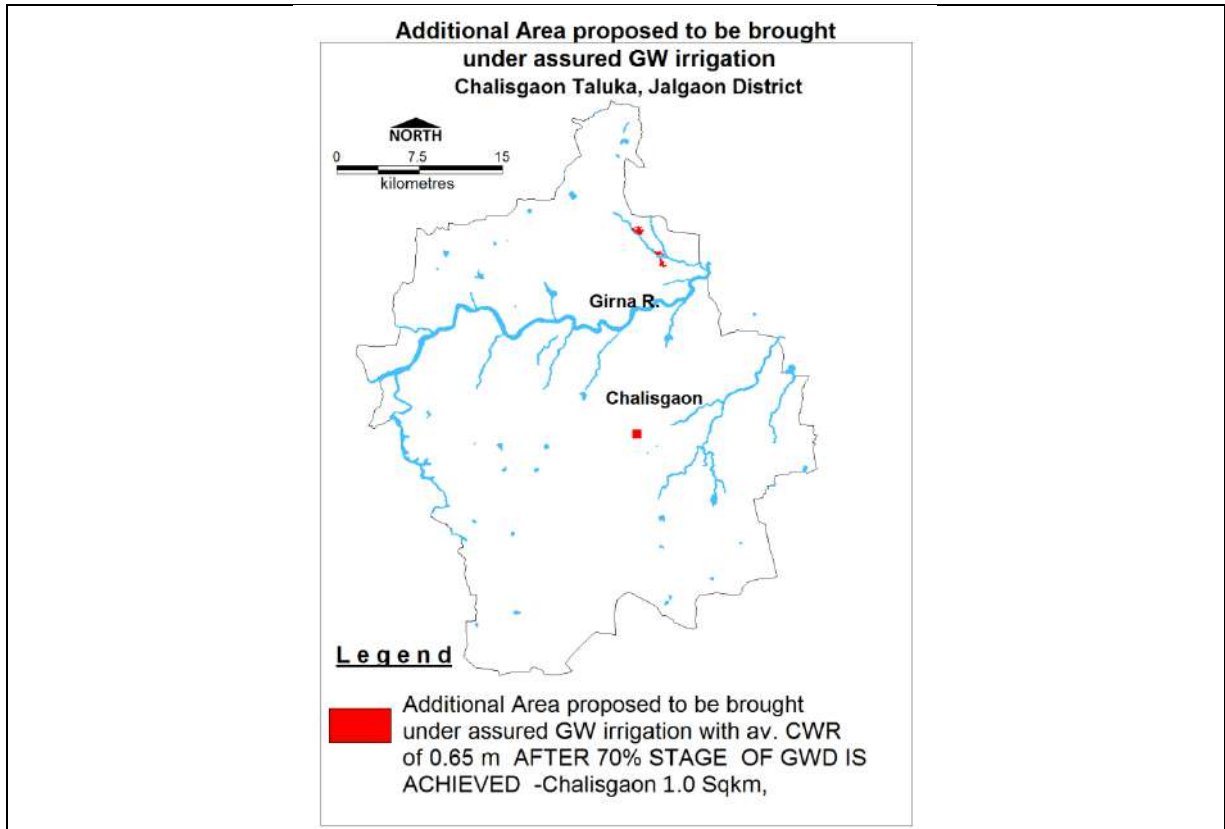 Additional Area proposed to be brought
under assured GW irrigation
Chalisgaon Taluka, Jalgaon District
NORTH
0 7.5 15
kilometres
Girna R.
Chalisgaon
Legend
Additional Area proposed to be brought
under assured GW irrigation with av. CWR
of 0.65 m AFTER 70% STAGE OF GWD IS
ACHIEVED -Chalisgaon 1.0 Sqkm,